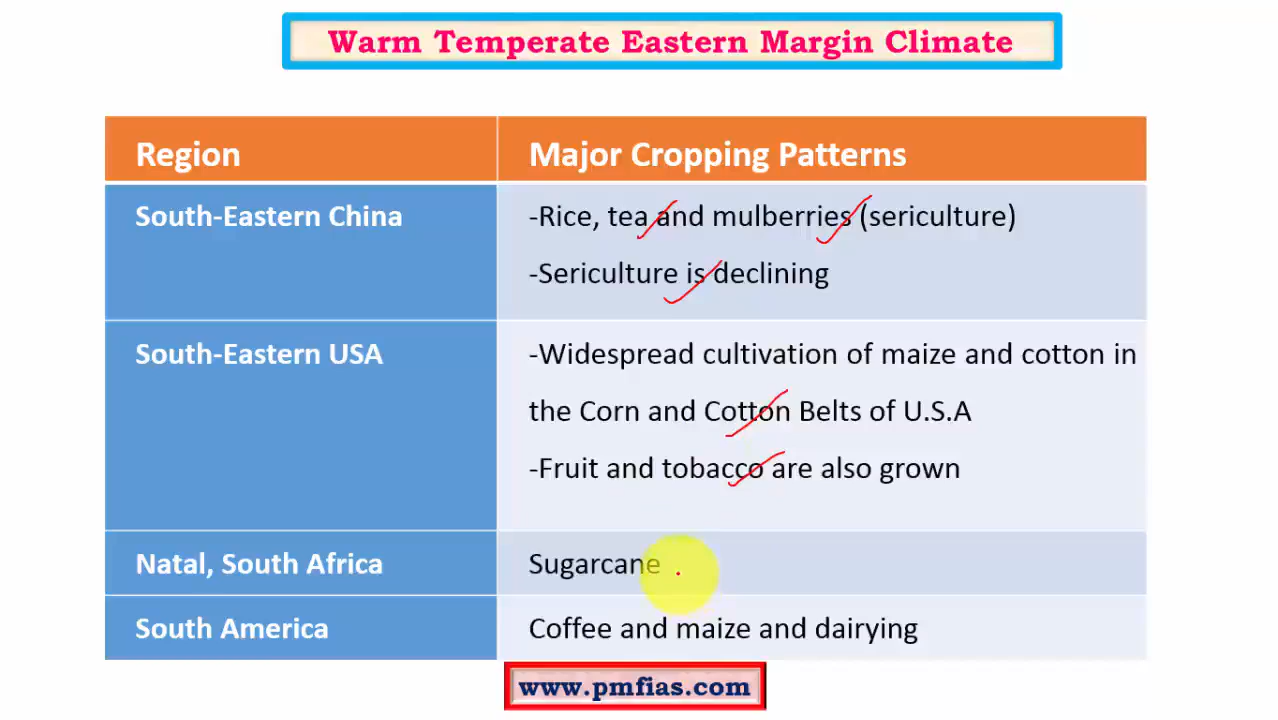 Warm Temperate Eastern Margin Climate
Region
Major Cropping Patterns
South-Eastern China
-Rice, tea and mulberries (sericulture)
-Sericulture is declining
South-Eastern USA
-Widespread cultivation of maize and cotton in
the Corn and Cotton Belts of U.S.A
-Fruit and tobacco are also grown
Natal, South Africa
Sugarcane
South America
Coffee and maize and dairying
www.pmfias.com